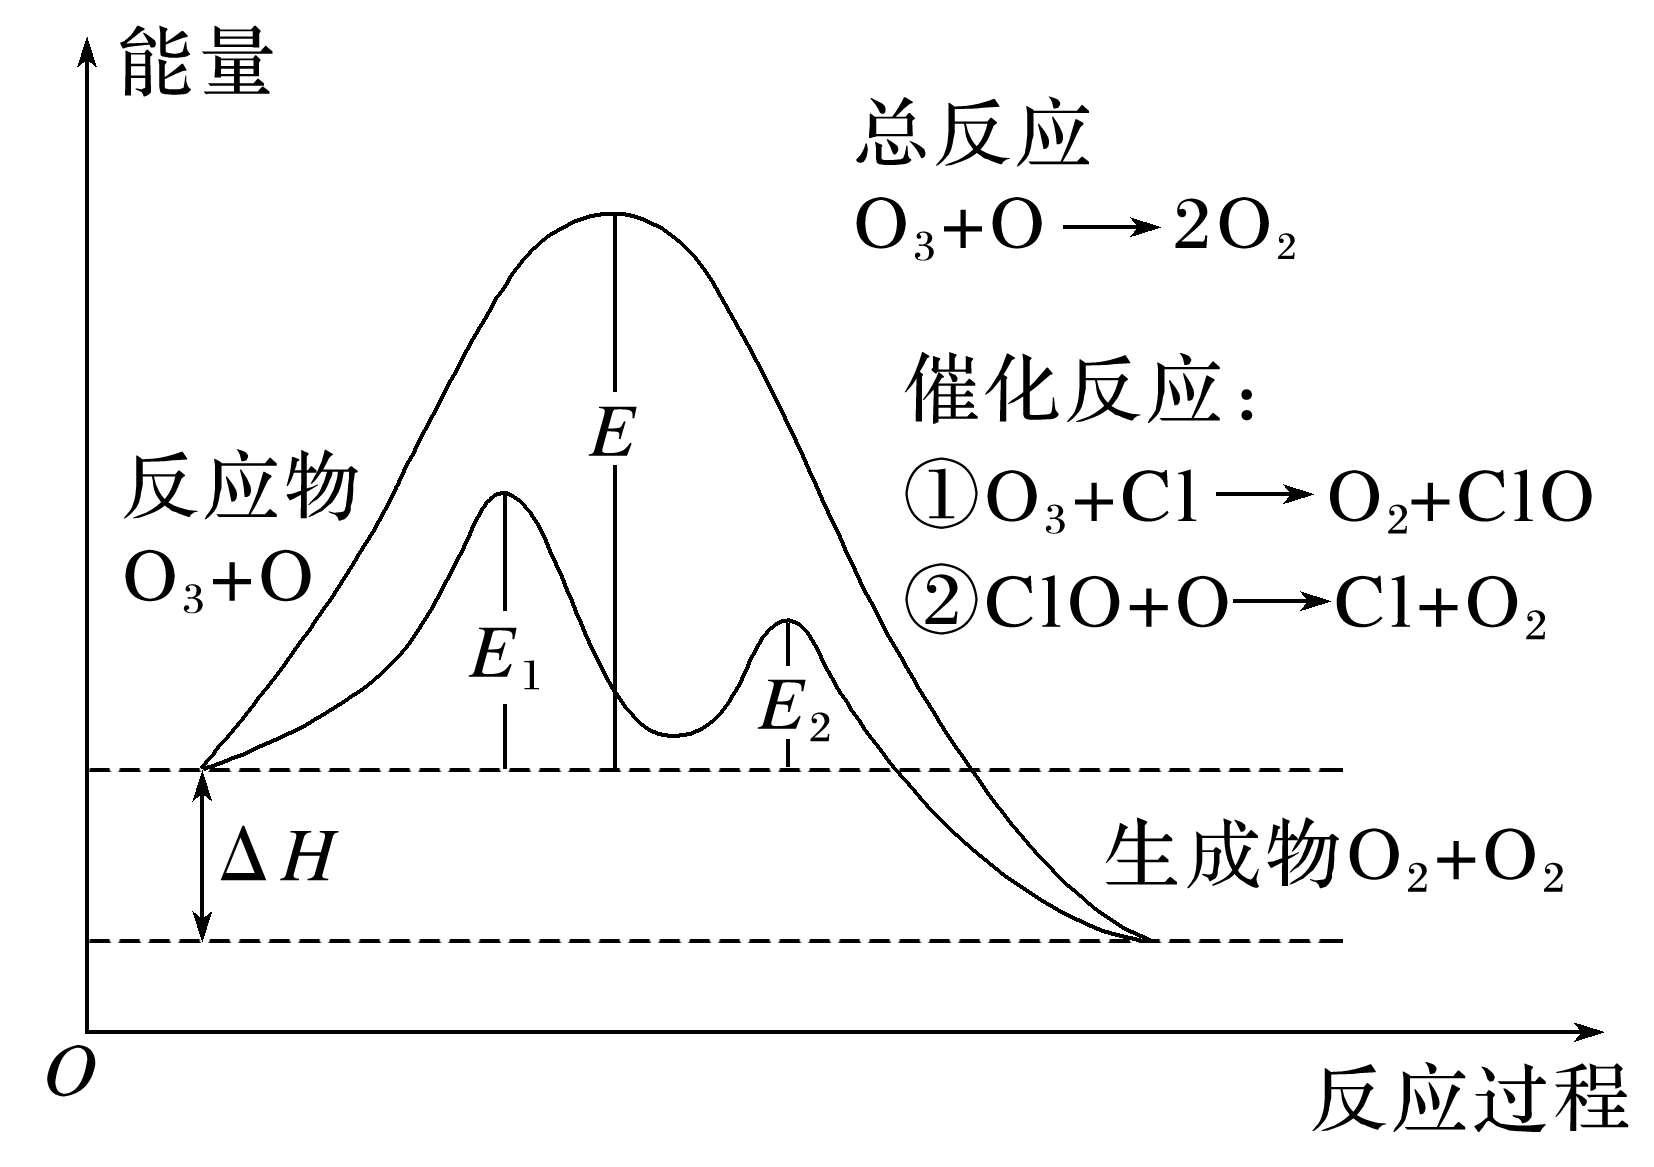 能量
总反应
O₃+O⟶2O₂
催化反应：
①O₃+Cl⟶O₂+ClO
②ClO+O⟶Cl+O₂
E
反应物
O₃+O
E₁
E₂
ΔH
生成物O₂+O₂
O
反应过程